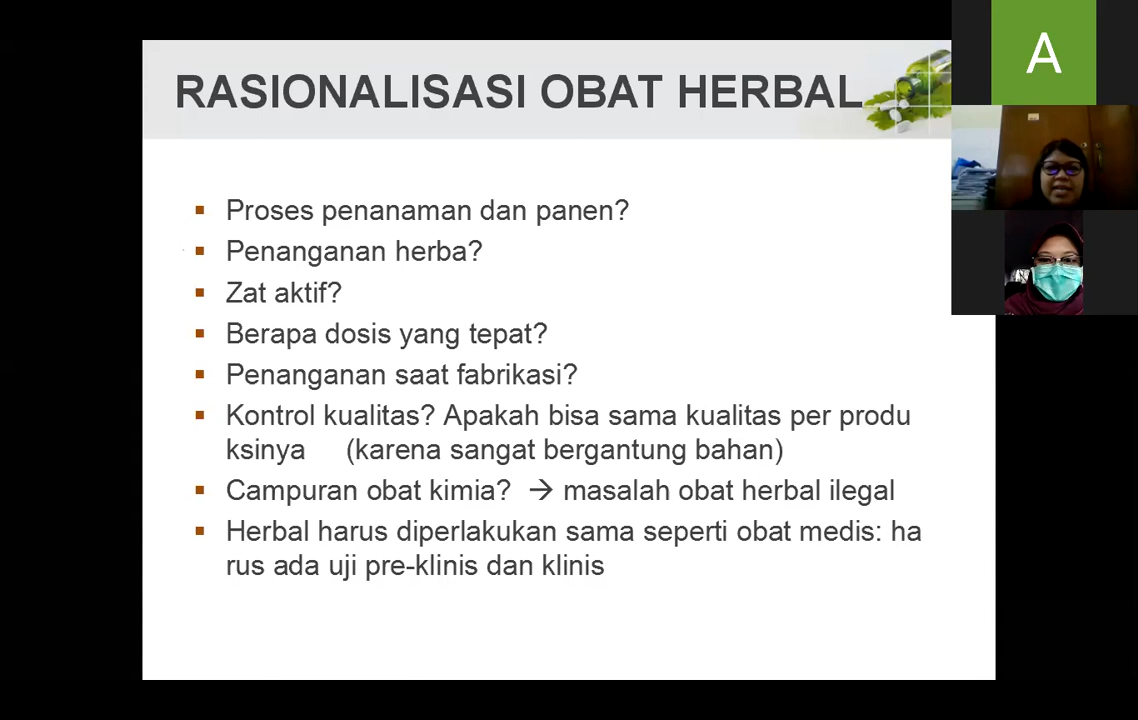 RASIONALISASI OBAT HERBAL
A
▪ Proses penanaman dan panen?
▪ Penanganan herba?
▪ Zat aktif?
▪ Berapa dosis yang tepat?
▪ Penanganan saat fabrikasi?
▪ Kontrol kualitas? Apakah bisa sama kualitas per produ
ksinya (karena sangat bergantung bahan)
▪ Campuran obat kimia? → masalah obat herbal ilegal
▪ Herbal harus diperlakukan sama seperti obat medis: ha
rus ada uji pre-klinis dan klinis